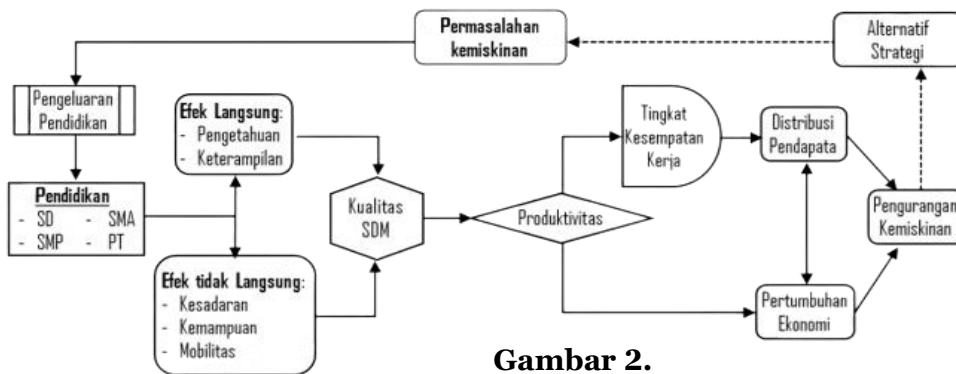 Permasalahan
kemiskinan
Alternatif
Strategi
Pengeluaran
Pendidikan
Efek Langsung:
- Pengetahuan
- Keterampilan
Tingkat
Kesempatan
Kerja
Distribusi
Pendapata
Pendidikan
- SD - SMA
- SMP - PT
Kualitas
SDM
Produktivitas
Pengurangan
Kemiskinan
Efek tidak Langsung:
- Kesadaran
- Kemampuan
- Mobilitas
Pertumbuhan
Ekonomi
Gambar 2.